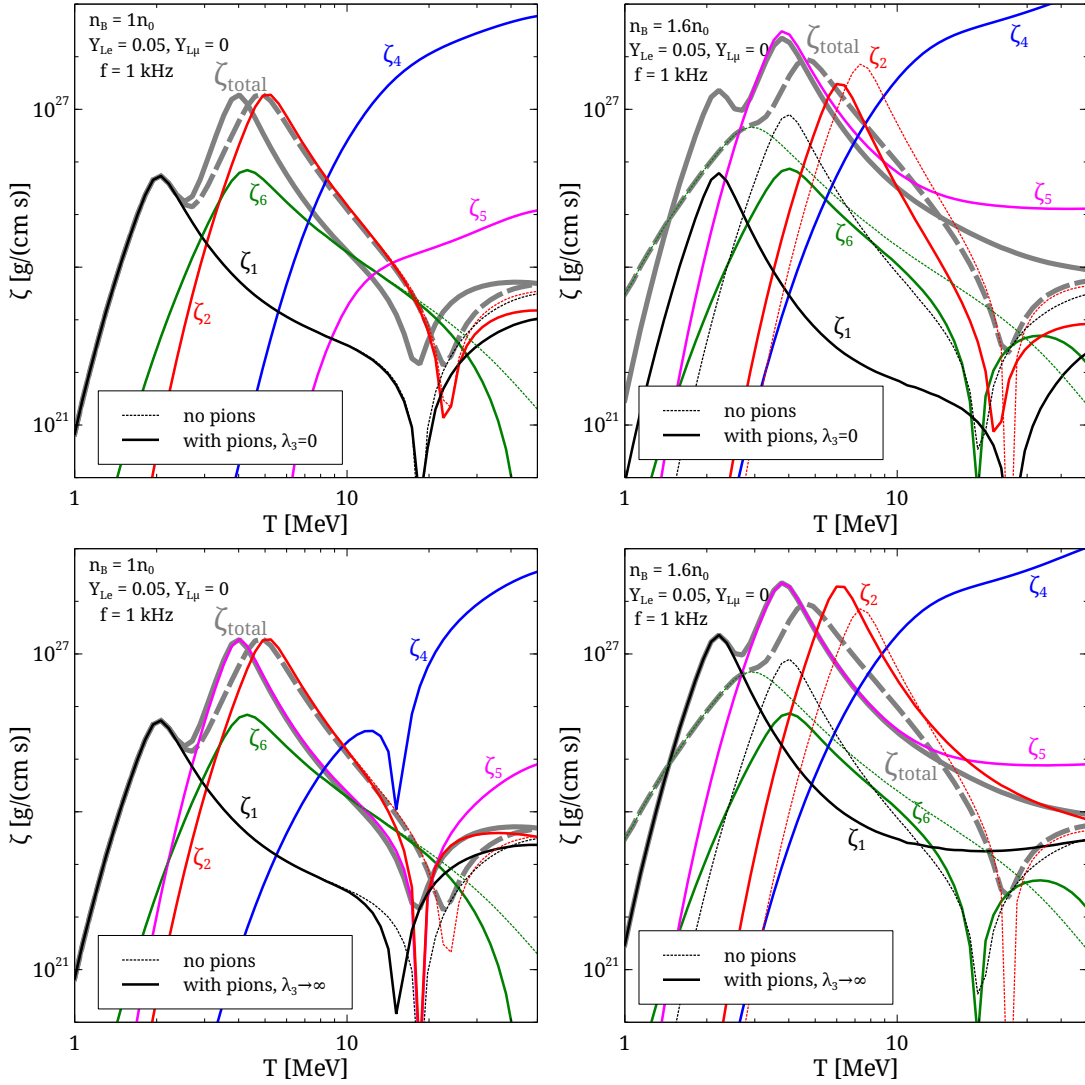 n_B = 1n_0
Y_Le = 0.05, Y_Lμ = 0
f = 1 kHz
ζ_total
ζ_4
ζ_6
ζ_5
ζ_1
ζ_2
10^27
10^21
ζ [g/(cm s)]
no pions
with pions, λ_3=0
1
10
T [MeV]
n_B = 1.6n_0
Y_Le = 0.05, Y_Lμ = 0
f = 1 kHz
ζ_total
ζ_2
ζ_4
ζ_5
ζ_6
ζ_1
10^27
10^21
ζ [g/(cm s)]
no pions
with pions, λ_3=0
1
10
T [MeV]
n_B = 1n_0
Y_Le = 0.05, Y_Lμ = 0
f = 1 kHz
ζ_total
ζ_4
ζ_6
ζ_5
ζ_1
ζ_2
10^27
10^21
ζ [g/(cm s)]
no pions
with pions, λ_3→∞
1
10
T [MeV]
n_B = 1.6n_0
Y_Le = 0.05, Y_Lμ = 0
f = 1 kHz
ζ_2
ζ_4
ζ_5
ζ_total
ζ_6
ζ_1
10^27
10^21
ζ [g/(cm s)]
no pions
with pions, λ_3→∞
1
10
T [MeV]